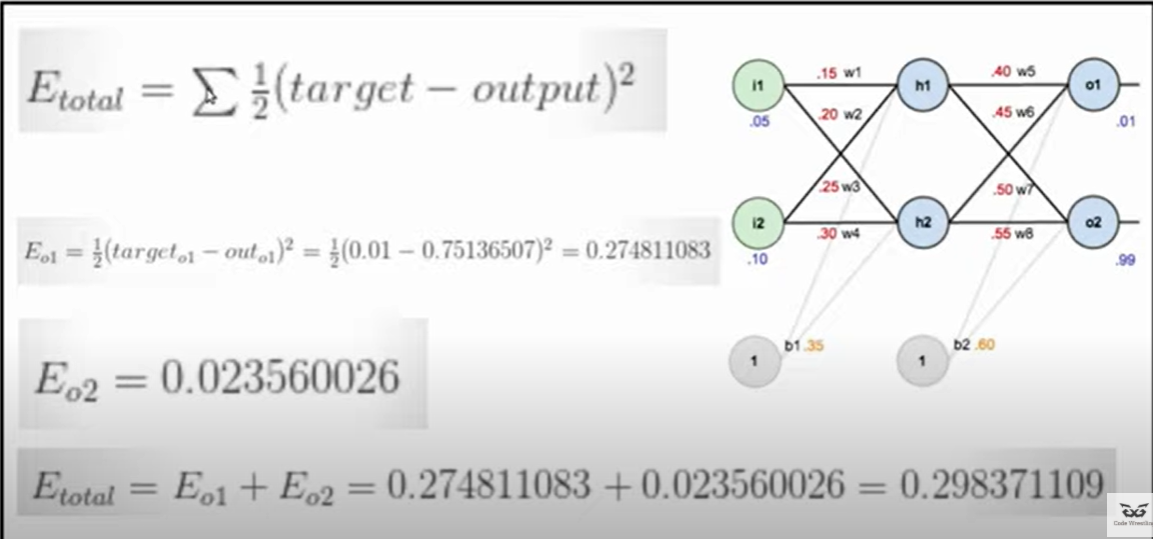 E_total = ∑ ½(target − output)²
E_o1 = ½(target_o1 − out_o1)² = ½(0.01 − 0.75136507)² = 0.274811083
E_o2 = 0.023560026
E_total = E_o1 + E_o2 = 0.274811083 + 0.023560026 = 0.298371109
i1 .15 w1 h1 .40 w5 o1
.05 .20 w2 .45 w6 .01
.25 w3 .50 w7
i2 .30 w4 h2 .55 w8 o2
.10 .99
b1 .35 b2 .60
1 1
Code Wrestling